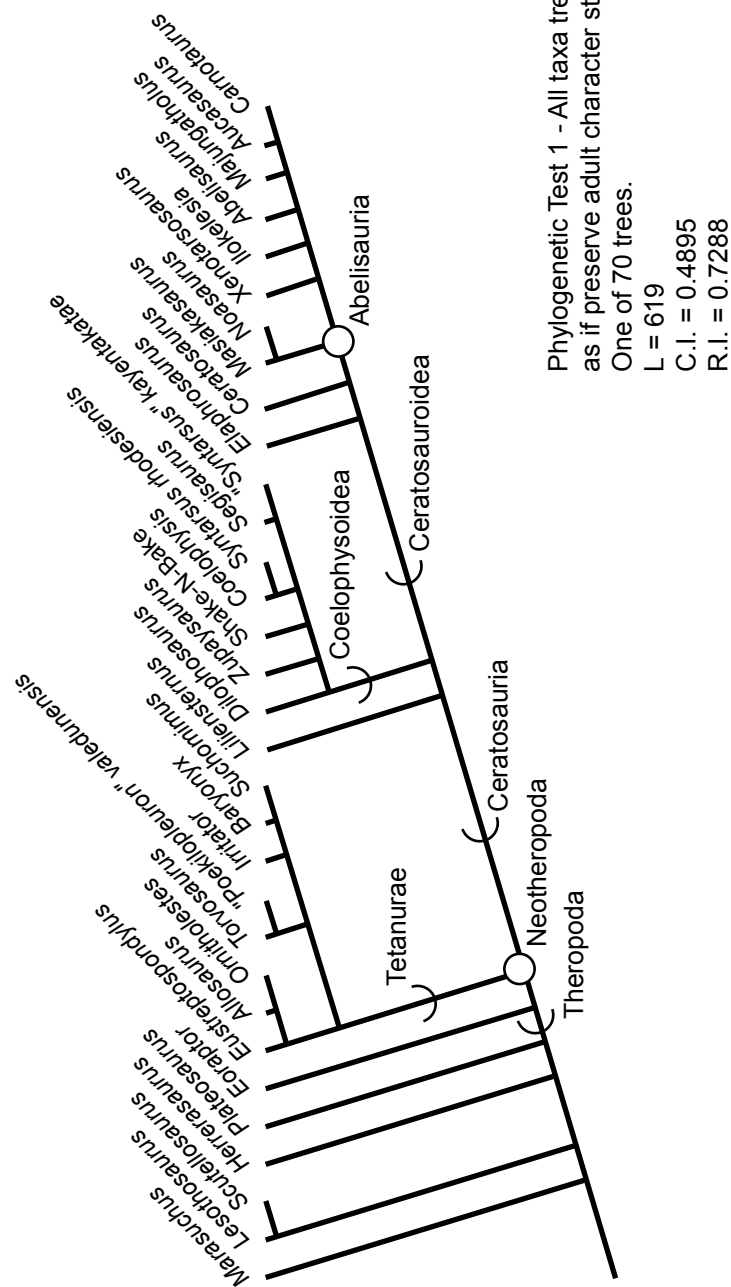 Marasuchus
Lesothosaurus
Scutellosaurus
Herrerasaurus
Plateosaurus
Eoraptor
Eustreptospondylus
Allosaurus
Ornitholestes
Torvosaurus
"Poekilopleuron" valedunensis
Irritator
Baryonyx
Suchomimus
Liliensternus
Dilophosaurus
Zupaysaurus
Shake-N-Bake
Coelophysis
Syntarsus rhodesiensis
Segisaurus
"Syntarsus" kayentakatae
Elaphrosaurus
Ceratosaurus
Masiakasaurus
Noasaurus
Xenotarsosaurus
Ilokelesia
Abelisaurus
Majungatholus
Aucasaurus
Carnotaurus
Theropoda
Neotheropoda
Tetanurae
Ceratosauria
Coelophysoidea
Ceratosauroidea
Abelisauria
Phylogenetic Test 1 - All taxa
as if preserve adult character
One of 70 trees.
L = 619
C.I. = 0.4895
R.I. = 0.7288